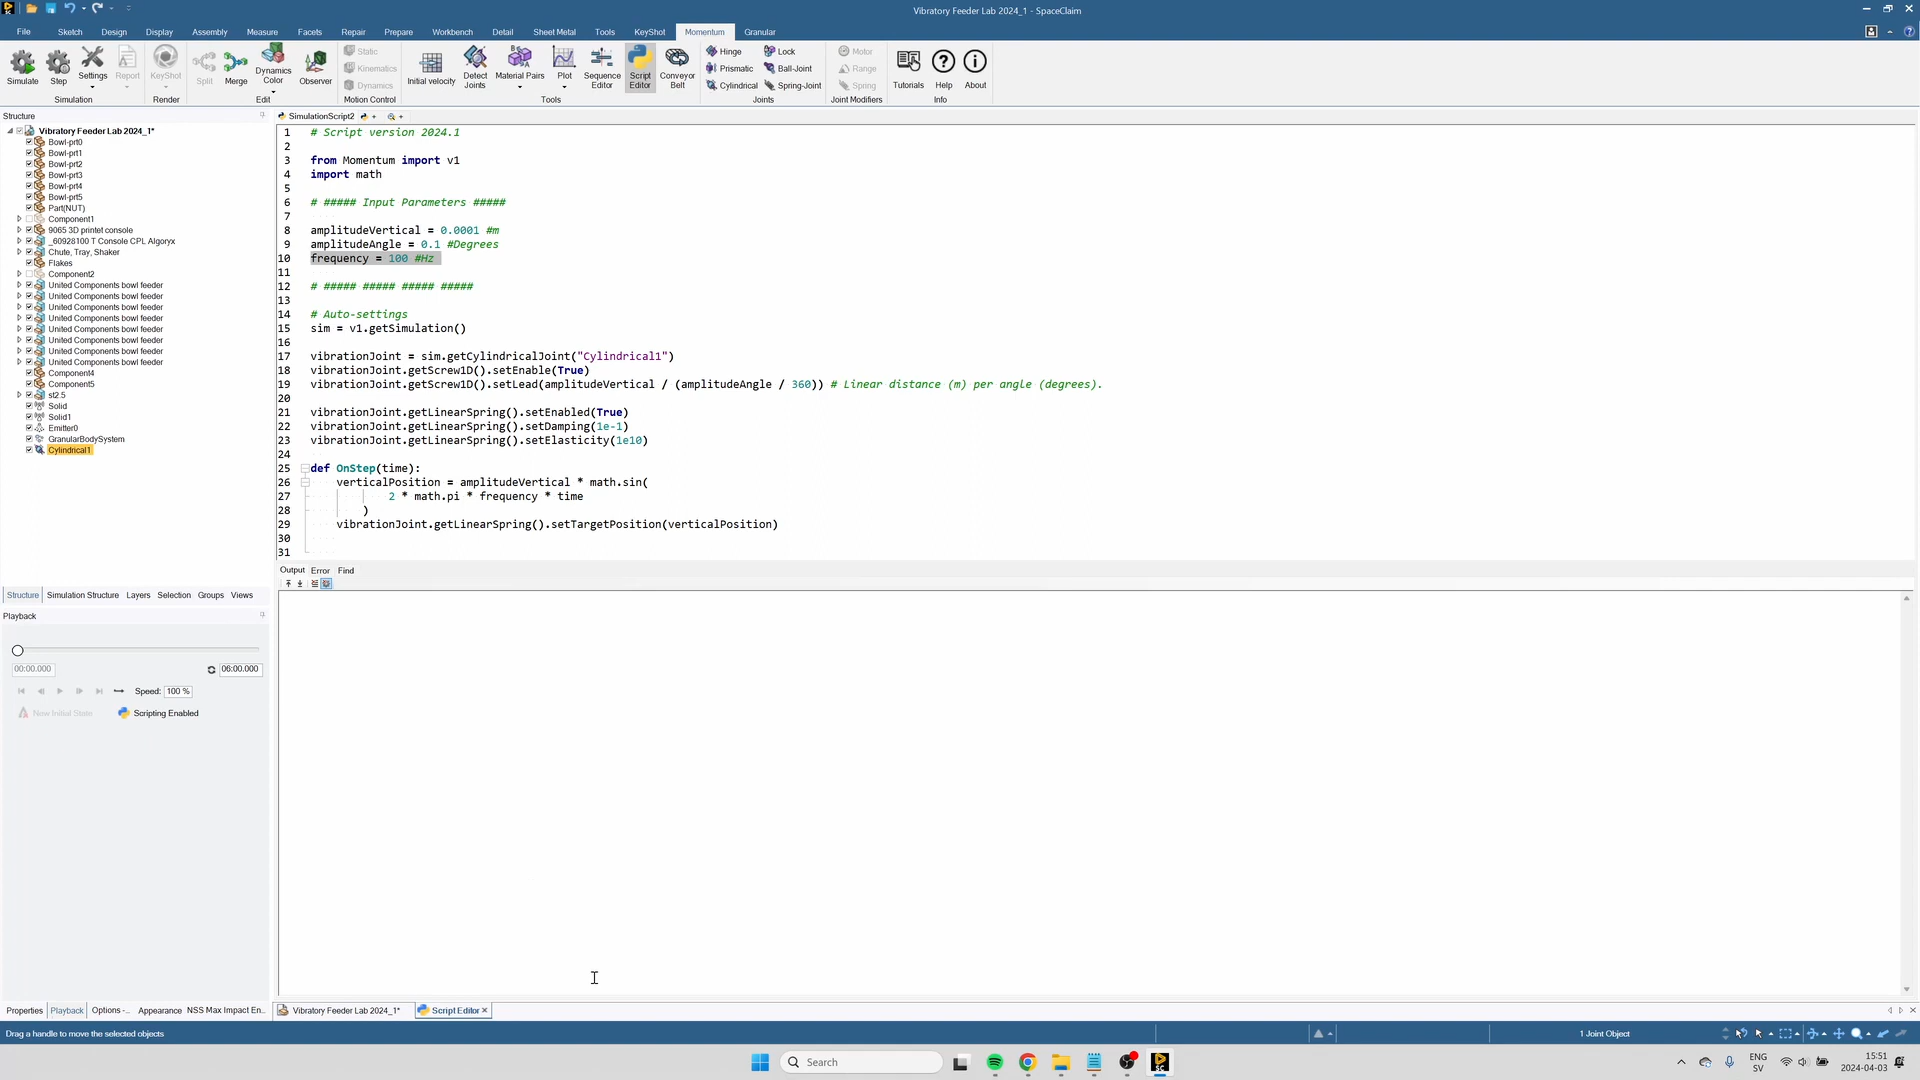 Vibratory Feeder Lab 2024_1 - SpaceClaim
File Sketch Design Display Assembly Measure Facets Repair Prepare Workbench Detail Sheet Metal Tools KeyShot Momentum Granular
Simulate Step Settings Report KeyShot Split Merge Dynamics Color Observer Static Kinematics Dynamics Initial velocity Detect Joints Material Pairs Plot Sequence Editor Script Editor Conveyor Belt Hinge Prismatic Cylindrical Lock Ball-Joint Spring-Joint Motor Range Spring Tutorials Help About
Simulation Render Edit Motion Control Tools Joints Joint Modifiers Info
Structure
Vibratory Feeder Lab 2024_1*
Bowl-prt0
Bowl-prt1
Bowl-prt2
Bowl-prt3
Bowl-prt4
Bowl-prt5
Part(NUT)
Component1
9065 3D printet console
_60928100 T Console CPL Algoryx
Chute, Tray, Shaker
Flakes
Component2
United Components bowl feeder
United Components bowl feeder
United Components bowl feeder
United Components bowl feeder
United Components bowl feeder
United Components bowl feeder
United Components bowl feeder
United Components bowl feeder
Component4
Component5
st2.5
Solid
Solid1
Emitter0
GranularBodySystem
Cylindrical1
Structure Simulation Structure Layers Selection Groups Views
Playback
00:00.000 06:00.000
Speed: 100 %
New Initial State Scripting Enabled
Properties Playback Options -... Appearance NSS Max Impact En...
SimulationScript2
1 # Script version 2024.1
2
3 from Momentum import v1
4 import math
5
6 # ##### Input Parameters #####
7
8 amplitudeVertical = 0.0001 #m
9 amplitudeAngle = 0.1 #Degrees
10 frequency = 100 #Hz
11
12 # ##### ##### ##### #####
13
14 # Auto-settings
15 sim = v1.getSimulation()
16
17 vibrationJoint = sim.getCylindricalJoint("Cylindrical1")
18 vibrationJoint.getScrew1D().setEnable(True)
19 vibrationJoint.getScrew1D().setLead(amplitudeVertical / (amplitudeAngle / 360)) # Linear distance (m) per angle (degrees).
20
21 vibrationJoint.getLinearSpring().setEnabled(True)
22 vibrationJoint.getLinearSpring().setDamping(1e-1)
23 vibrationJoint.getLinearSpring().setElasticity(1e10)
24
25 def OnStep(time):
26 verticalPosition = amplitudeVertical * math.sin(
27 2 * math.pi * frequency * time
28 )
29 vibrationJoint.getLinearSpring().setTargetPosition(verticalPosition)
30
31
Output Error Find
Vibratory Feeder Lab 2024_1* Script Editor
Drag a handle to move the selected objects 1 Joint Object
Search
ENG
SV
15:51
2024-04-03